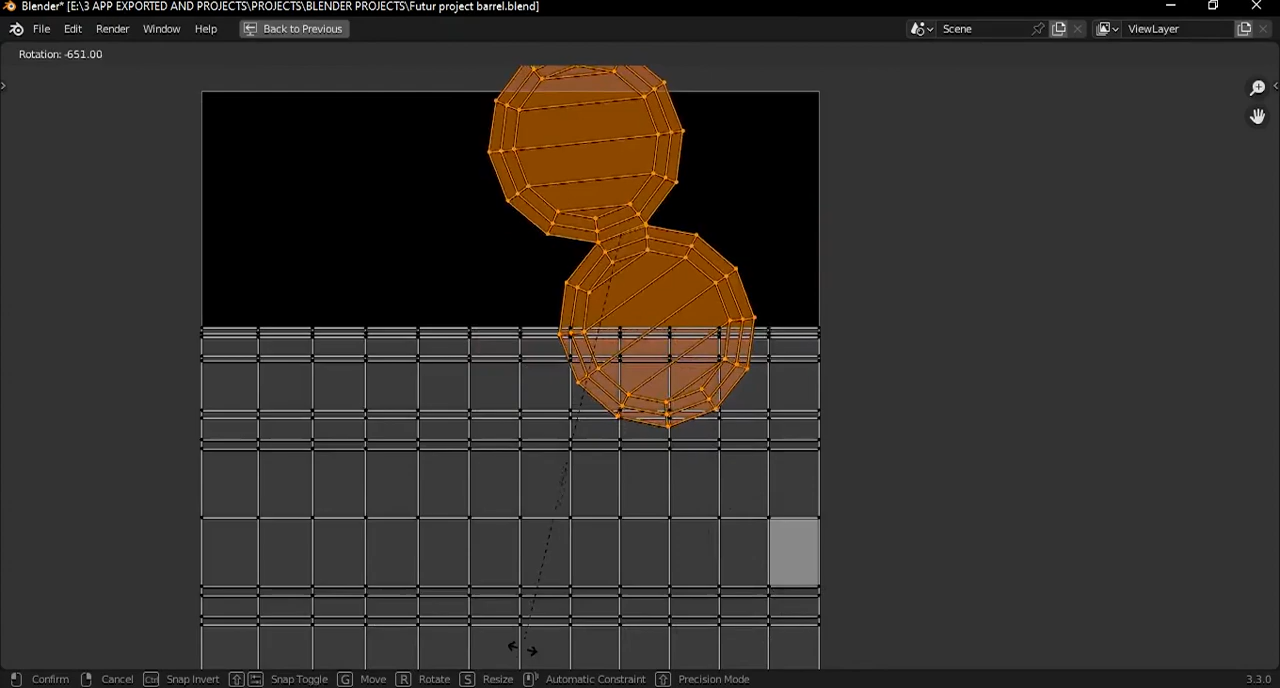 Blender* [E:\3 APP EXPORTED AND PROJECTS\PROJECTS\BLENDER PROJECTS\Futur project barrel.blend]
File Edit Render Window Help Back to Previous Scene ViewLayer
Rotation: -651.00
Confirm Cancel Ctrl Snap Invert Snap Toggle G Move R Rotate S Resize Automatic Constraint Precision Mode 3.3.0